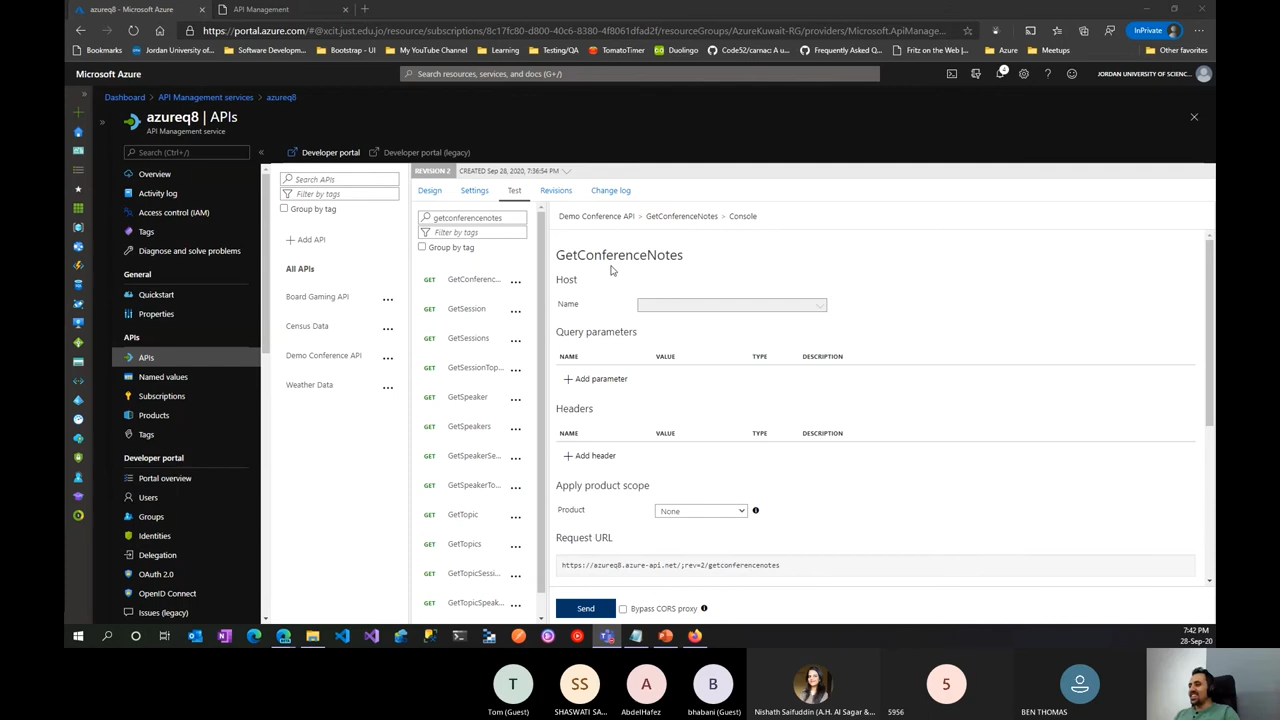 azureq8 - Microsoft Azure
API Management
https://portal.azure.com/#@xcit.just.edu.jo/resource/subscriptions/8c17fc80-d800-40c6-8380-4f8061dfad2f/resourceGroups/AzureKuwait-RG/providers/Microsoft.ApiManage...
InPrivate
Bookmarks
Jordan University of...
Software Developm...
Bootstrap - UI
My YouTube Channel
Learning
Testing/QA
TomatoTimer
Duolingo
Code52/carnac: A u...
Frequently Asked Q...
Fritz on the Web |...
Azure
Meetups
Other favorites
Microsoft Azure
Search resources, services, and docs (G+/)
4
JORDAN UNIVERSITY OF SCIENC...
Dashboard > API Management services > azureq8
azureq8 | APIs
API Management service
Search (Ctrl+/)
Developer portal
Developer portal (legacy)
Overview
Activity log
Access control (IAM)
Tags
Diagnose and solve problems
General
Quickstart
Properties
APIs
APIs
Named values
Subscriptions
Products
Tags
Developer portal
Portal overview
Users
Groups
Identities
Delegation
OAuth 2.0
OpenID Connect
Issues (legacy)
Search APIs
Filter by tags
Group by tag
Add API
All APIs
Board Gaming API
Census Data
Demo Conference API
Weather Data
REVISION 2
CREATED Sep 28, 2020, 7:36:54 PM
Design
Settings
Test
Revisions
Change log
getconferencenotes
Filter by tags
Group by tag
GET GetConferenc...
GET GetSession
GET GetSessions
GET GetSessionTop...
GET GetSpeaker
GET GetSpeakers
GET GetSpeakerSe...
GET GetSpeakerTo...
GET GetTopic
GET GetTopics
GET GetTopicSessi...
GET GetTopicSpeak...
Demo Conference API > GetConferenceNotes > Console
GetConferenceNotes
Host
Name
Query parameters
NAME VALUE TYPE DESCRIPTION
Add parameter
Headers
NAME VALUE TYPE DESCRIPTION
Add header
Apply product scope
Product None
Request URL
https://azureq8.azure-api.net/;rev=2/getconferencenotes
Send
Bypass CORS proxy
7:42 PM
28-Sep-20
T
SS
A
B
5
Tom (Guest)
SHASWATI SA...
AbdelHafez
bhabani (Guest)
Nishath Saifuddin (A.H. Al Sagar &...
5956
BEN THOMAS